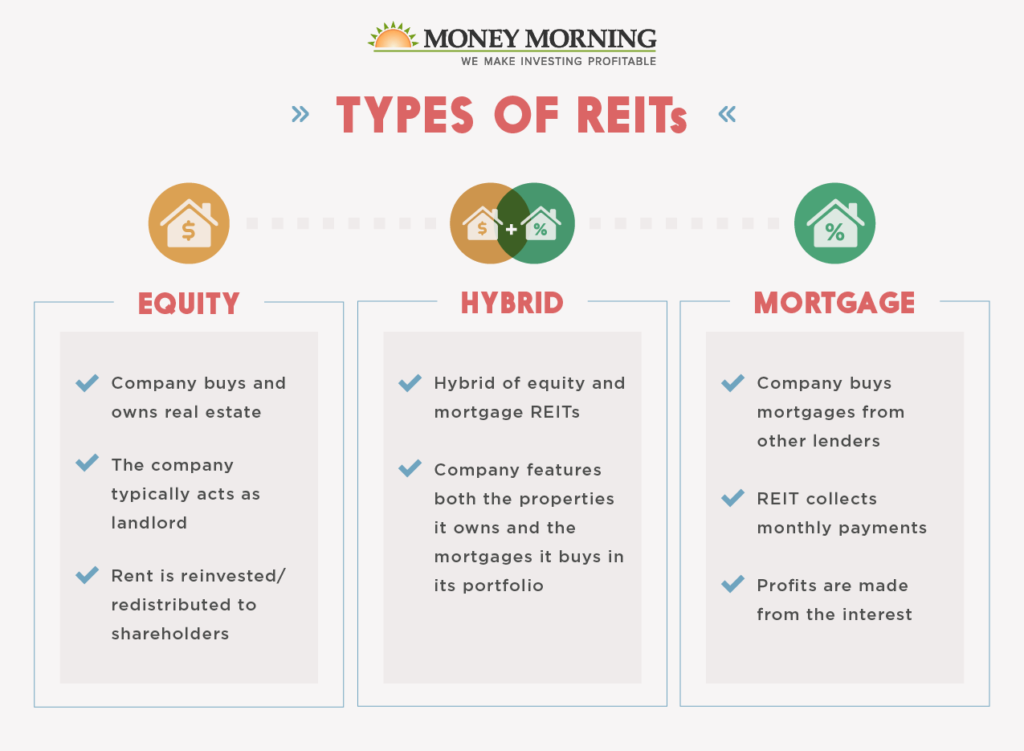 MONEY MORNING
WE MAKE INVESTING PROFITABLE
» TYPES OF REITs «
$
$ + %
%
EQUITY
Company buys and
owns real estate
The company
typically acts as
landlord
Rent is reinvested/
redistributed to
shareholders
HYBRID
Hybrid of equity and
mortgage REITs
Company features
both the properties
it owns and the
mortgages it buys in
its portfolio
MORTGAGE
Company buys
mortgages from
other lenders
REIT collects
monthly payments
Profits are made
from the interest